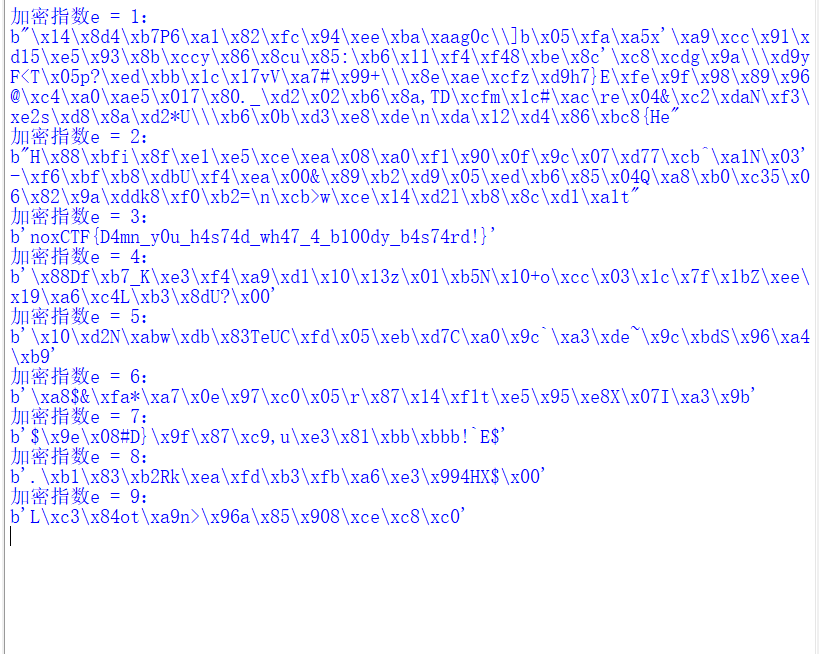 加密指数e = 1:
b"\x14\x8d4\xb7P6\xa1\x82\xfc\x94\xee\xba\xaag0c\\]b\x05\xfa\xa5x'\xa9\xcc\x91\x
d15\xe5\x93\x8b\xccy\x86\x8cu\x85:\xb6\x11\xf4\xf48\xbe\x8c'\xc8\xcdg\x9a\\\xd9y
F<T\x05p?\xed\xbb\x1c\x17vV\xa7#\x99+\\\x8e\xae\xcfz\xd9h7}E\xfe\x9f\x98\x89\x96
@\xc4\xa0\xae5\x017\x80._\xd2\x02\xb6\x8a,TD\xcfm\x1c#\xac\re\x04&\xc2\xdaN\xf3\
xe2s\xd8\x8a\xd2*U\\\xb6\x0b\xd3\xe8\xde\n\xda\x12\xd4\x86\xbc8{He"
加密指数e = 2:
b"H\x88\xbfi\x8f\xe1\xe5\xce\xea\x08\xa0\xf1\x90\x0f\x9c\x07\xd77\xcb^\xa1N\x03'
-\xf6\xbf\xb8\xdbU\xf4\xea\x00&\x89\xb2\xd9\x05\xed\xb6\x85\x04Q\xa8\xb0\xc35\x0
6\x82\x9a\xddk8\xf0\xb2=\n\xcb>w\xce\x14\xd21\xb8\x8c\xd1\xa1t"
加密指数e = 3:
b'noxCTF{D4mn_y0u_h4s74d_wh47_4_b100dy_b4s74rd!}'
加密指数e = 4:
b'\x88Df\xb7_K\xe3\xf4\xa9\xd1\x10\x13z\x01\xb5N\x10+o\xcc\x03\x1c\x7f\x1bZ\xee\
x19\xa6\xc4L\xb3\x8dU?\x00'
加密指数e = 5:
b'\x10\xd2N\xabw\xdb\x83TeUC\xfd\x05\xeb\xd7C\xa0\x9c`\xa3\xde~\x9c\xbdS\x96\xa4
\xb9'
加密指数e = 6:
b'\xa8$&\xfa*\xa7\x0e\x97\xc0\x05\r\x87\x14\xf1t\xe5\x95\xe8X\x07I\xa3\x9b'
加密指数e = 7:
b'$\x9e\x08#D}\x9f\x87\xc9,u\xe3\x81\xbb\xbbb!`E$'
加密指数e = 8:
b'.\xb1\x83\xb2Rk\xea\xfd\xb3\xfb\xa6\xe3\x994HX$\x00'
加密指数e = 9:
b'L\xc3\x84ot\xa9n>\x96a\x85\x908\xce\xc8\xc0'